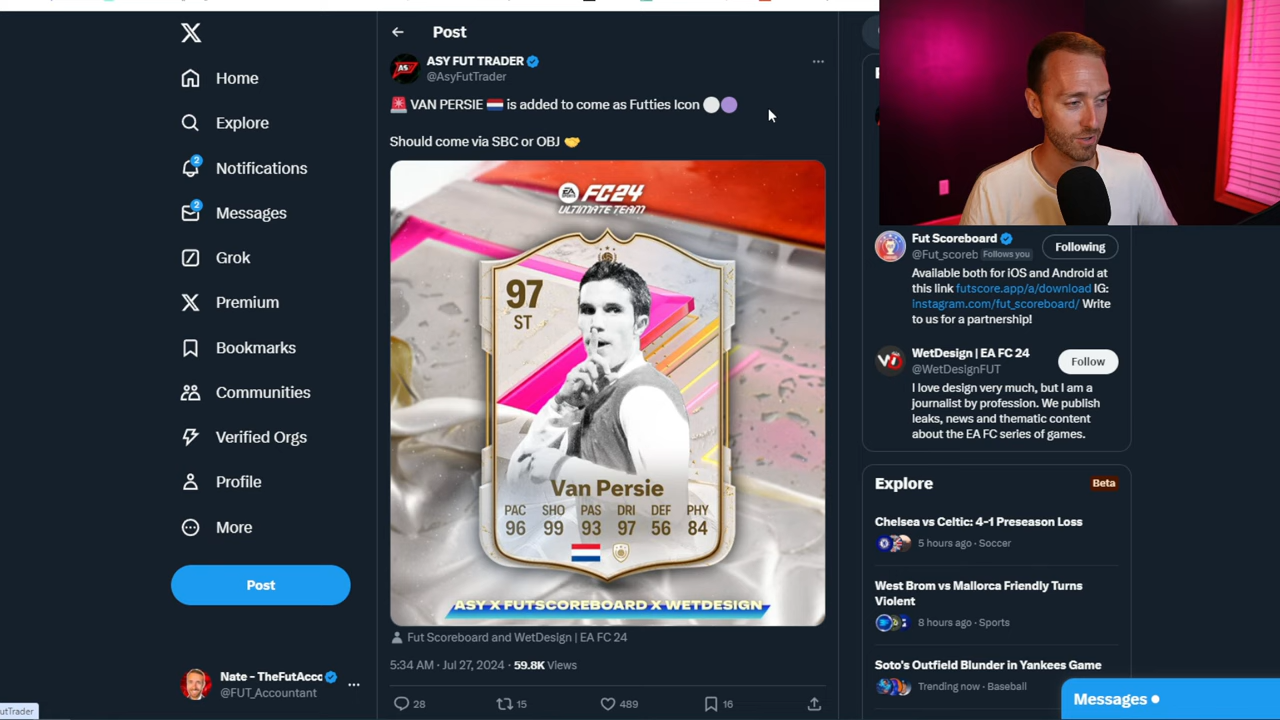 Home
Explore
2
Notifications
2
Messages
Grok
Premium
Bookmarks
Communities
Verified Orgs
Profile
More
Post
Nate - TheFutAcc
@FUT_Accountant
utTrader
Post
AS
ASY FUT TRADER
@AsyFutTrader
VAN PERSIE is added to come as Futties Icon
Should come via SBC or OBJ
EA SPORTS FC24
ULTIMATE TEAM
97
ST
Van Persie
PAC SHO PAS DRI DEF PHY
96 99 93 97 56 84
ASY X FUTSCOREBOARD X WETDESIGN
Fut Scoreboard and WetDesign | EA FC 24
5:34 AM · Jul 27, 2024 · 59.8K Views
28 15 489 16
Fut Scoreboard
Following
@Fut_scoreb Follows you
Available both for iOS and Android at
this link futscore.app/a/download IG:
Instagram.com/fut_scoreboard/ Write
to us for a partnership!
WetDesign | EA FC 24
Follow
@WetDesignFUT
I love design very much, but I am a
journalist by profession. We publish
leaks, news and thematic content
about the EA FC series of games.
Explore
Beta
Chelsea vs Celtic: 4-1 Preseason Loss
5 hours ago · Soccer
West Brom vs Mallorca Friendly Turns
Violent
8 hours ago · Sports
Soto's Outfield Blunder in Yankees Game
Trending now · Baseball
Messages